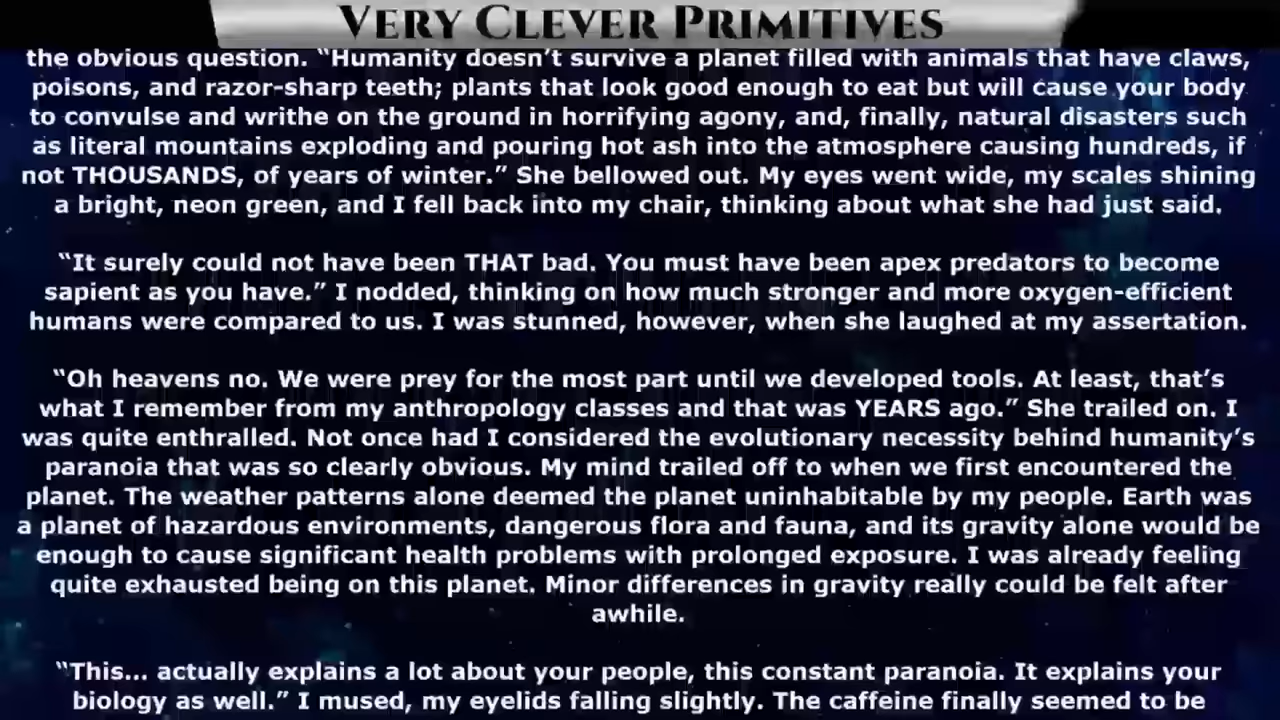 VERY CLEVER PRIMITIVES
the obvious question. “Humanity doesn’t survive a planet filled with animals that have claws,
poisons, and razor-sharp teeth; plants that look good enough to eat but will cause your body
to convulse and writhe on the ground in horrifying agony, and, finally, natural disasters such
as literal mountains exploding and pouring hot ash into the atmosphere causing hundreds, if
not THOUSANDS, of years of winter.” She bellowed out. My eyes went wide, my scales shining
a bright, neon green, and I fell back into my chair, thinking about what she had just said.
“It surely could not have been THAT bad. You must have been apex predators to become
sapient as you have.” I nodded, thinking on how much stronger and more oxygen-efficient
humans were compared to us. I was stunned, however, when she laughed at my assertation.
“Oh heavens no. We were prey for the most part until we developed tools. At least, that’s
what I remember from my anthropology classes and that was YEARS ago.” She trailed on. I
was quite enthralled. Not once had I considered the evolutionary necessity behind humanity’s
paranoia that was so clearly obvious. My mind trailed off to when we first encountered the
planet. The weather patterns alone deemed the planet uninhabitable by my people. Earth was
a planet of hazardous environments, dangerous flora and fauna, and its gravity alone would be
enough to cause significant health problems with prolonged exposure. I was already feeling
quite exhausted being on this planet. Minor differences in gravity really could be felt after
awhile.
“This... actually explains a lot about your people, this constant paranoia. It explains your
biology as well.” I mused, my eyelids falling slightly. The caffeine finally seemed to be